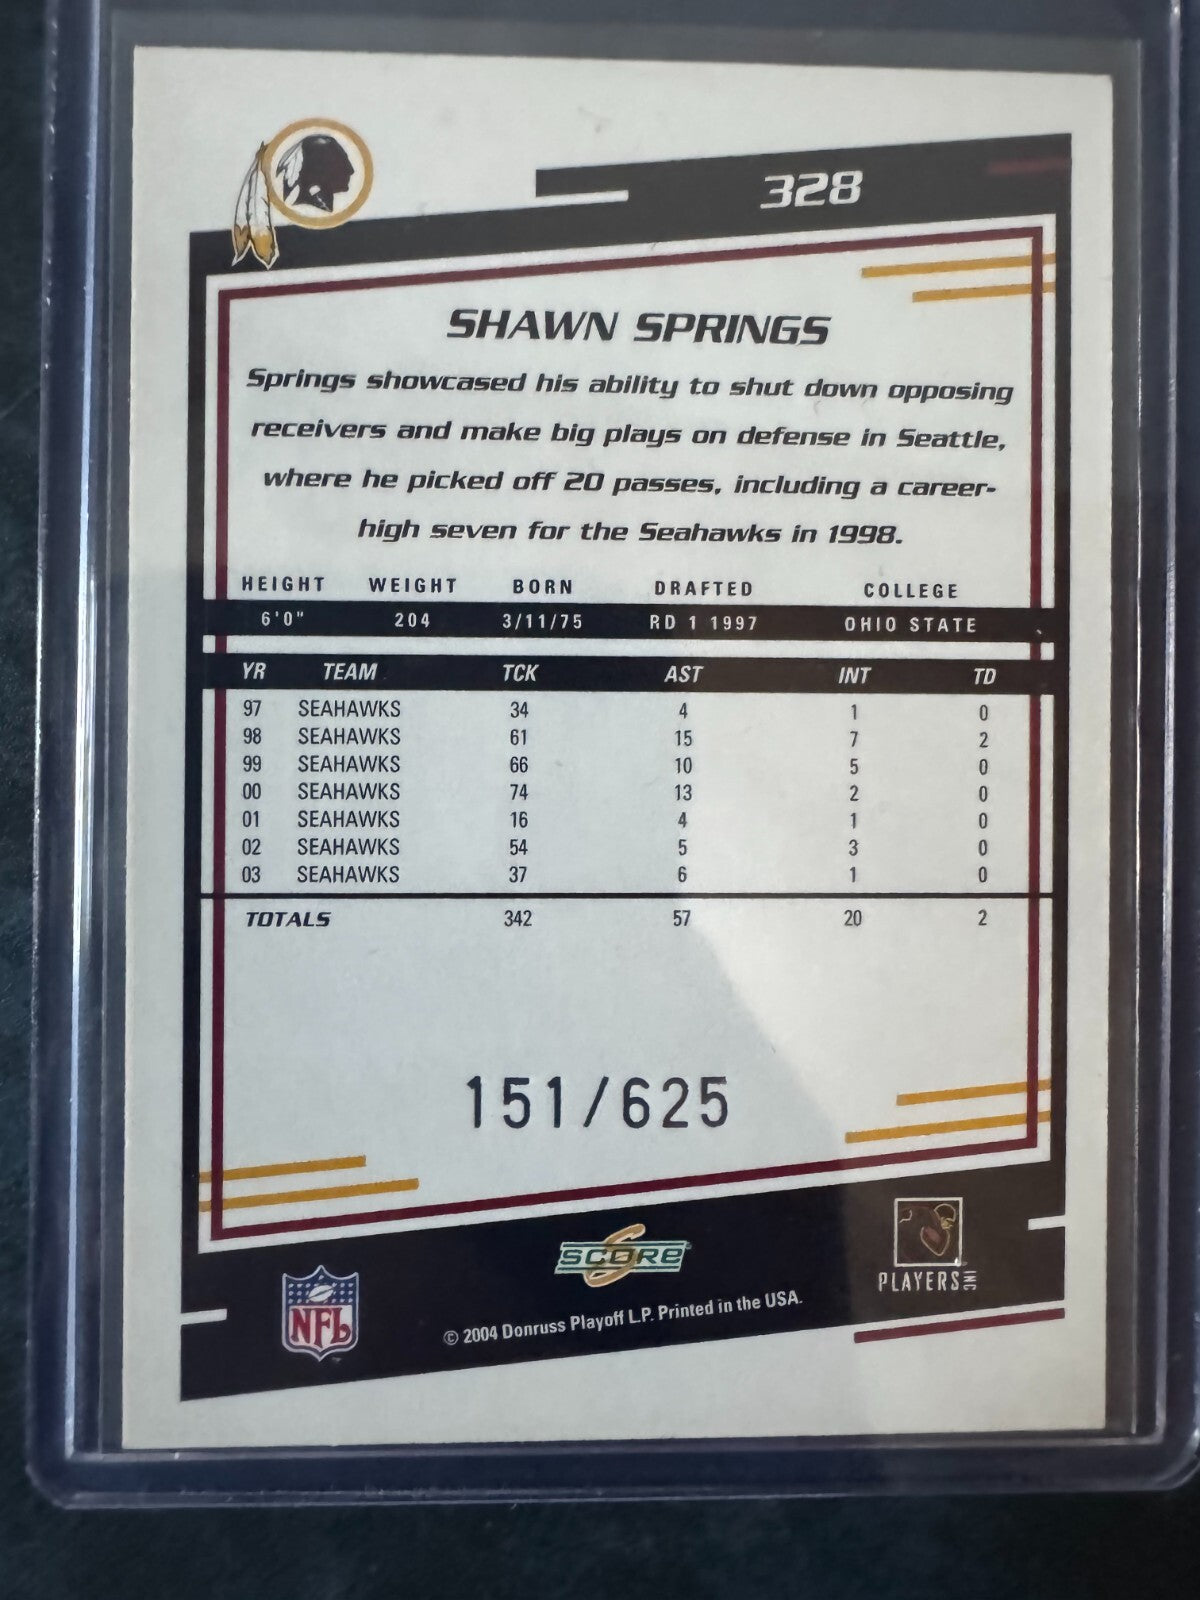 328
SHAWN SPRINGS
Springs showcased his ability to shut down opposing
receivers and make big plays on defense in Seattle,
where he picked off 20 passes, including a career-
high seven for the Seahawks in 1998.
HEIGHT WEIGHT BORN DRAFTED COLLEGE
6'0" 204 3/11/75 RD 1 1997 OHIO STATE
YR TEAM TCK AST INT TD
97 SEAHAWKS 34 4 1 0
98 SEAHAWKS 61 15 7 2
99 SEAHAWKS 66 10 5 0
00 SEAHAWKS 74 13 2 0
01 SEAHAWKS 16 4 1 0
02 SEAHAWKS 54 5 3 0
03 SEAHAWKS 37 6 1 0
TOTALS 342 57 20 2
151/625
SCORE
PLAYERS INC
NFL
© 2004 Donruss Playoff L.P. Printed in the USA.